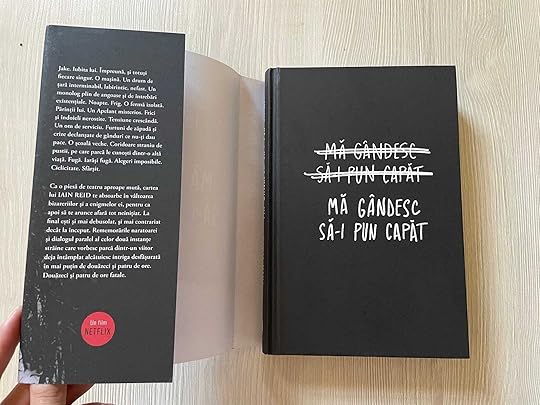 Jake. Iubita lui. Împreună, și totuși
fiecare singur. O mașină. Un drum de
țară interminabil, labirintic, nefast. Un
monolog plin de angoase și de întrebări
existențiale. Noapte. Frig. O fermă izolată.
Părinții lui. Un Apelant misterios. Frici
și îndoieli nerostite. Tensiune crescândă.
Un om de serviciu. Furtuni de zăpadă și
crize declanșate de gânduri ce nu-ți dau
pace. O școală veche. Coridoare straniu de
pustii, pe care parcă le cunoști dintr-o altă
viață. Fugă. Iarăși fugă. Alegeri imposibile.
Ciclicitate. Sfârșit.
Ca o piesă de teatru aproape mută, cartea
lui IAIN REID te absoarbe în vâltoarea
bizareriilor și a enigmelor ei, pentru ca
apoi să te arunce afară tot neinițiat. La
final ești și mai debusolat, și mai contrariat
decât la început. Rememorările naratoarei
și dialogul paralel al celor două instanțe
străine care vorbesc parcă dintr-un viitor
deja întâmplat alcătuiesc intriga desfășurată
în mai puțin de douăzeci și patru de ore.
Douăzeci și patru de ore fatale.
Un film
NETFLIX
MĂ GÂNDESC
SĂ-I PUN CAPĂT
MĂ GÂNDESC
SĂ-I PUN CAPĂT